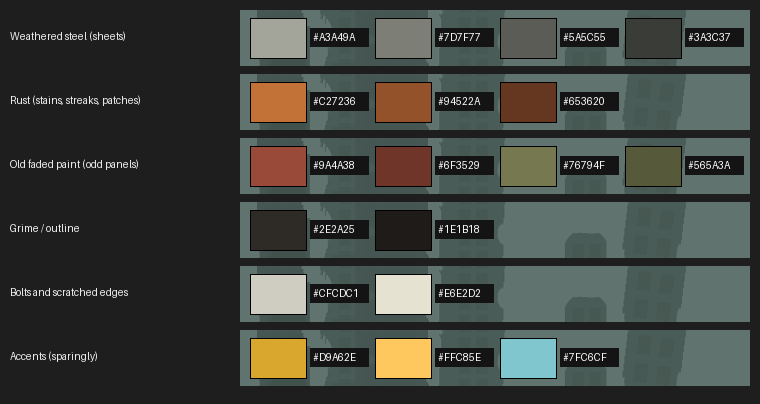 Weathered steel (sheets) #A3A49A #7D7F77 #5A5C55 #3A3C37
Rust (stains, streaks, patches) #C27236 #94522A #653620
Old faded paint (odd panels) #9A4A38 #6F3529 #76794F #565A3A
Grime / outline #2E2A25 #1E1B18
Bolts and scratched edges #CFCDC1 #E6E2D2
Accents (sparingly) #D9A62E #FFC85E #7FC6CF